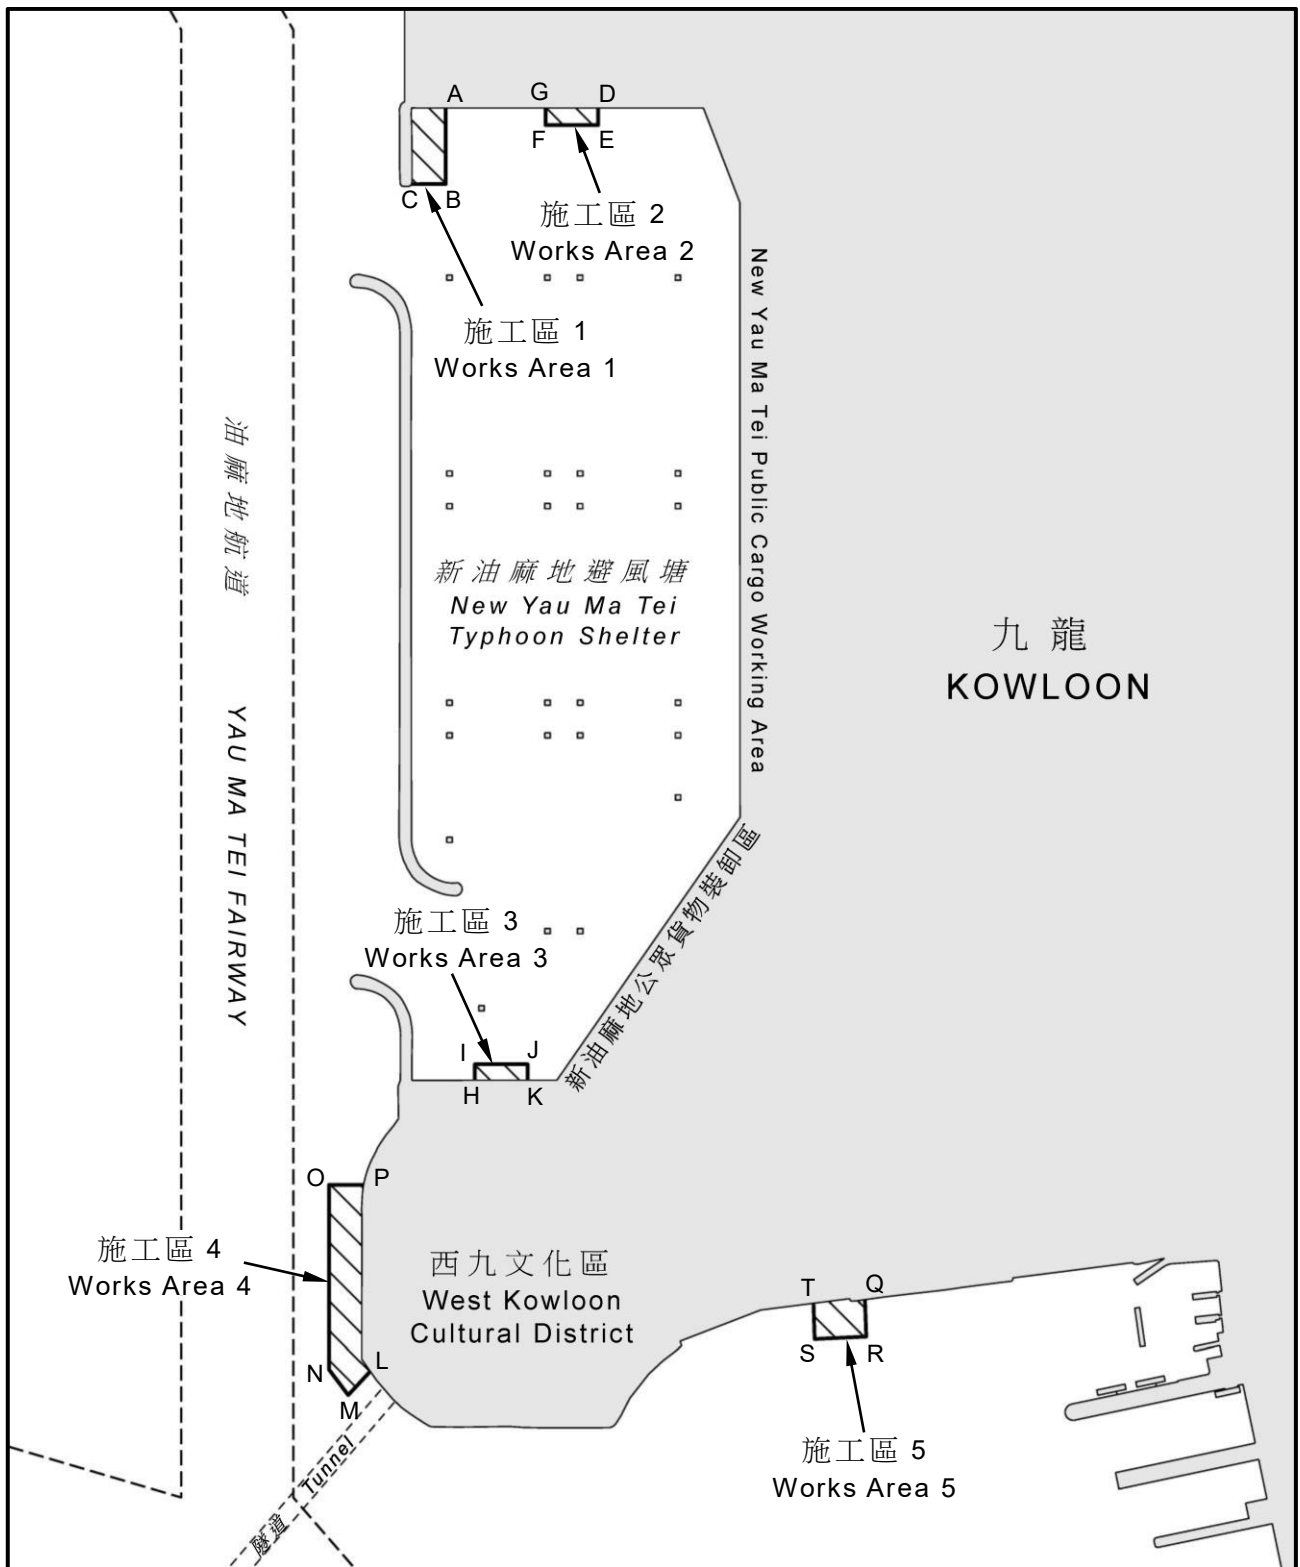 A
G
D
F
E
C
B
施工區 2
Works Area 2
施工區 1
Works Area 1
New Yau Ma Tei Public Cargo Working Area
油麻地航道
YAU MA TEI FAIRWAY
新油麻地避風塘
New Yau Ma Tei
Typhoon Shelter
九龍
KOWLOON
新油麻地公眾貨物裝卸區
施工區 3
Works Area 3
I
J
H
K
O
P
施工區 4
Works Area 4
西九文化區
West Kowloon
Cultural District
T
Q
S
R
N
L
M
隧道 Tunnel
施工區 5
Works Area 5